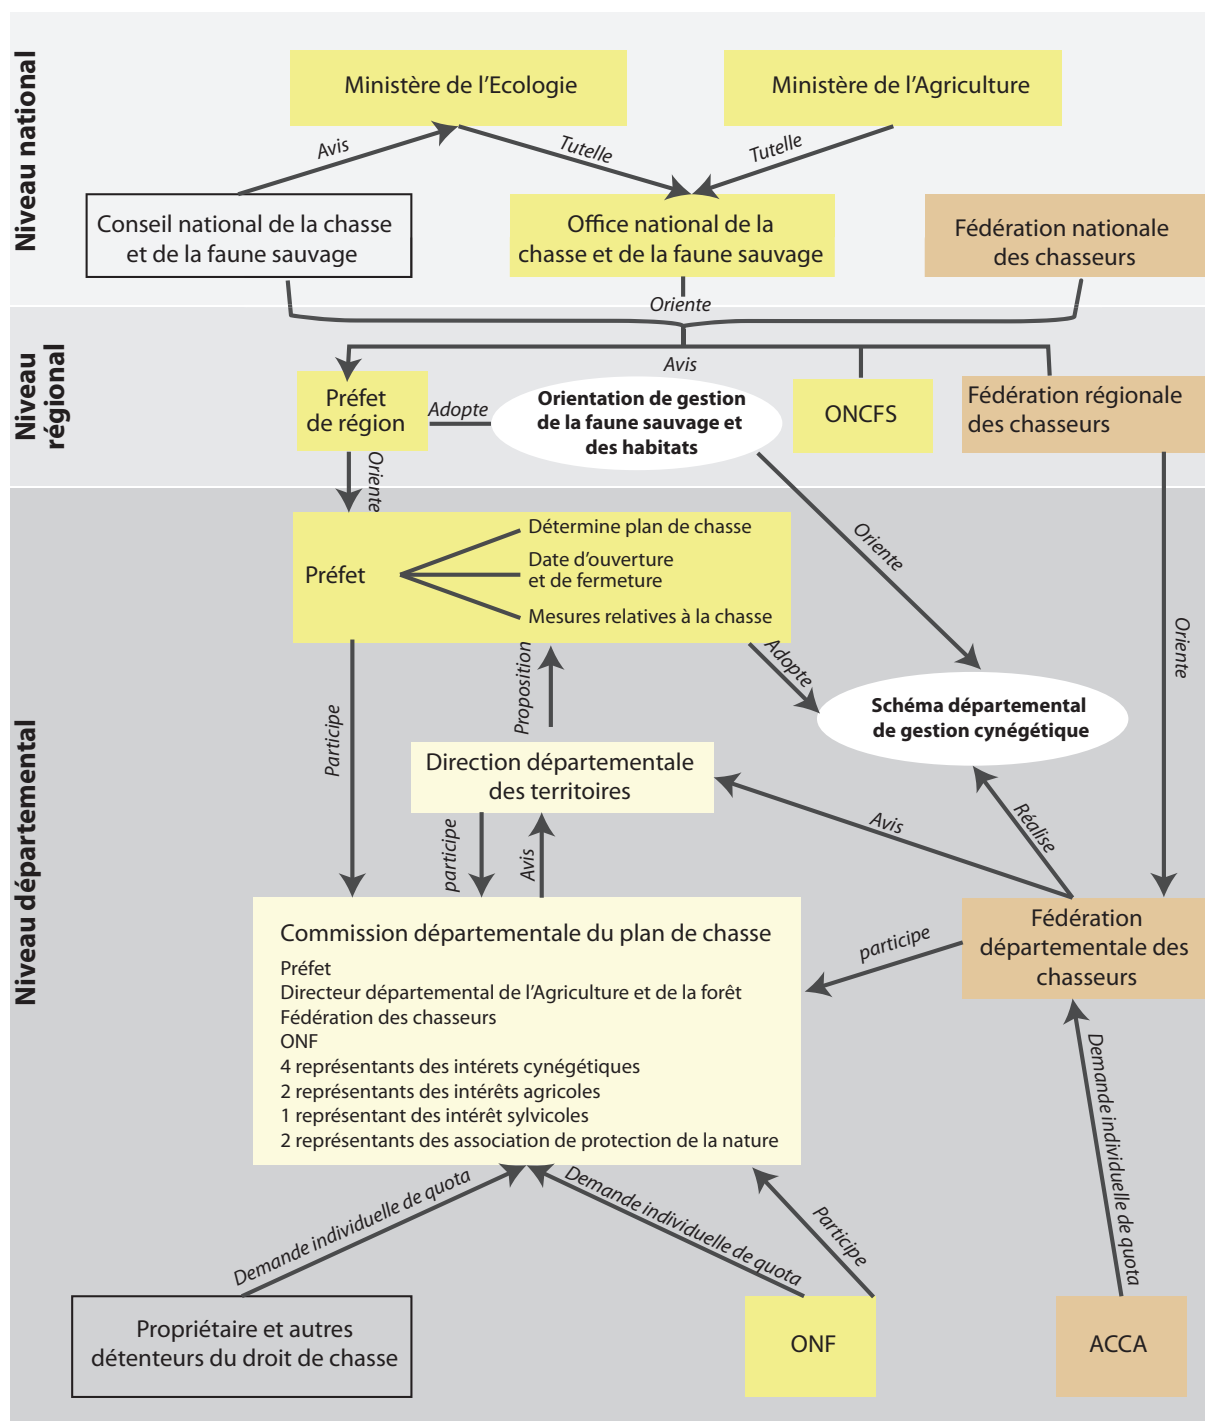 Niveau national
Ministère de l'Ecologie
Ministère de l'Agriculture
Avis
Tutelle
Tutelle
Conseil national de la chasse
et de la faune sauvage
Office national de la
chasse et de la faune sauvage
Fédération nationale
des chasseurs
Oriente
Niveau
régional
Avis
Préfet
de région
Adopte
Orientation de gestion
de la faune sauvage et
des habitats
ONCFS
Fédération régionale
des chasseurs
Oriente
Oriente
Oriente
Niveau départemental
Préfet
Détermine plan de chasse
Date d'ouverture
et de fermeture
Mesures relatives à la chasse
Participe
Proposition
Adopte
Schéma départemental
de gestion cynégétique
Direction départementale
des territoires
participe
Avis
Avis
Réalise
Commission départementale du plan de chasse
Préfet
Directeur départemental de l'Agriculture et de la forêt
Fédération des chasseurs
ONF
4 représentants des intérets cynégétiques
2 représentants des intérêts agricoles
1 représentant des intérêt sylvicoles
2 représentants des association de protection de la nature
participe
Fédération
départementale des
chasseurs
Demande individuelle de quota
Demande individuelle de quota
Participe
Demande individuelle de quota
Propriétaire et autres
détenteurs du droit de chasse
ONF
ACCA